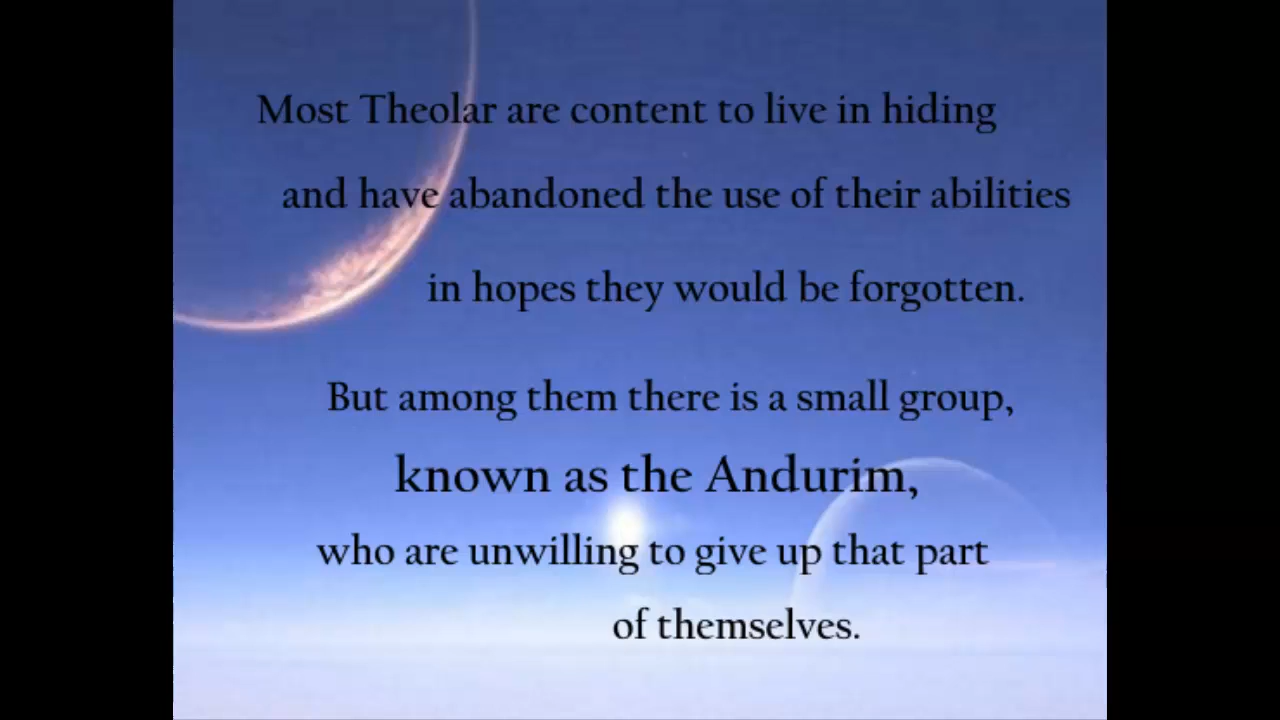 Most Theolar are content to live in hiding
and have abandoned the use of their abilities
in hopes they would be forgotten.
But among them there is a small group,
known as the Andurim,
who are unwilling to give up that part
of themselves.